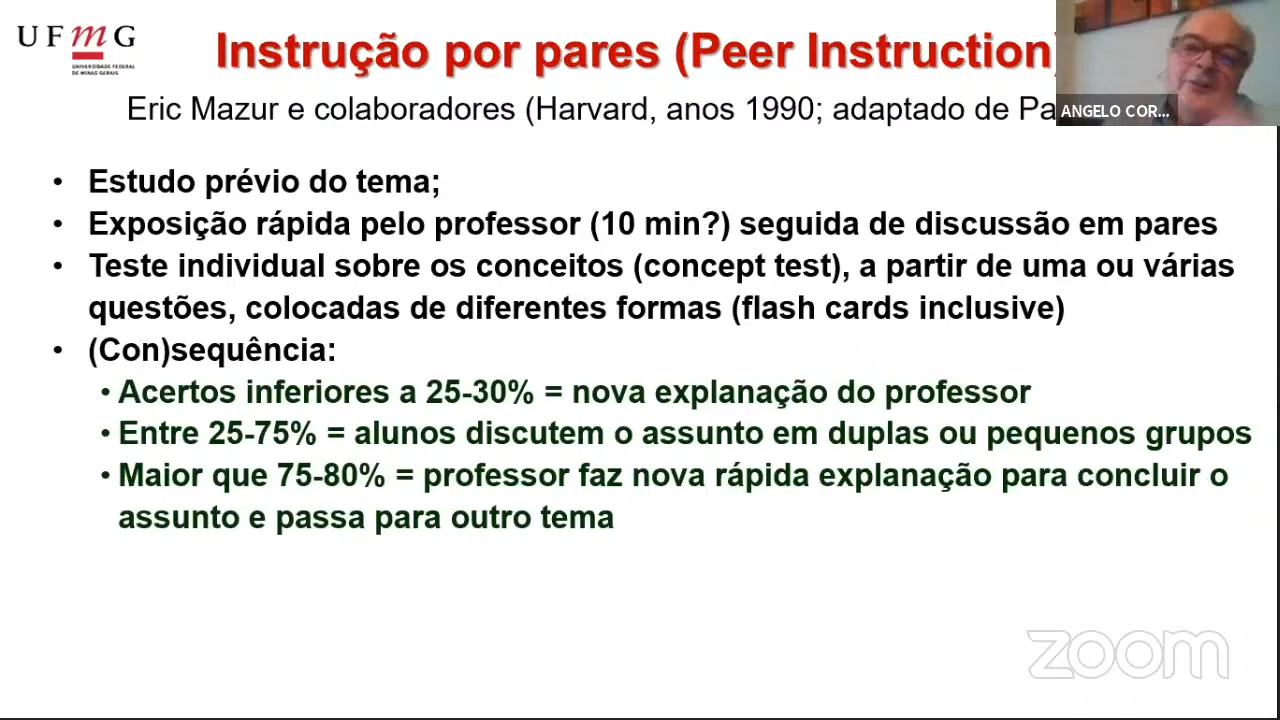 UFmG
UNIVERSIDADE FEDERAL
DE MINAS GERAIS
Instrução por pares (Peer Instruction)
Eric Mazur e colaboradores (Harvard, anos 1990; adaptado de
ANGELO COR...
• Estudo prévio do tema;
• Exposição rápida pelo professor (10 min?) seguida de discussão em pares
• Teste individual sobre os conceitos (concept test), a partir de uma ou várias
questões, colocadas de diferentes formas (flash cards inclusive)
• (Con)sequência:
• Acertos inferiores a 25-30% = nova explanação do professor
• Entre 25-75% = alunos discutem o assunto em duplas ou pequenos grupos
• Maior que 75-80% = professor faz nova rápida explanação para concluir o
assunto e passa para outro tema
zoom